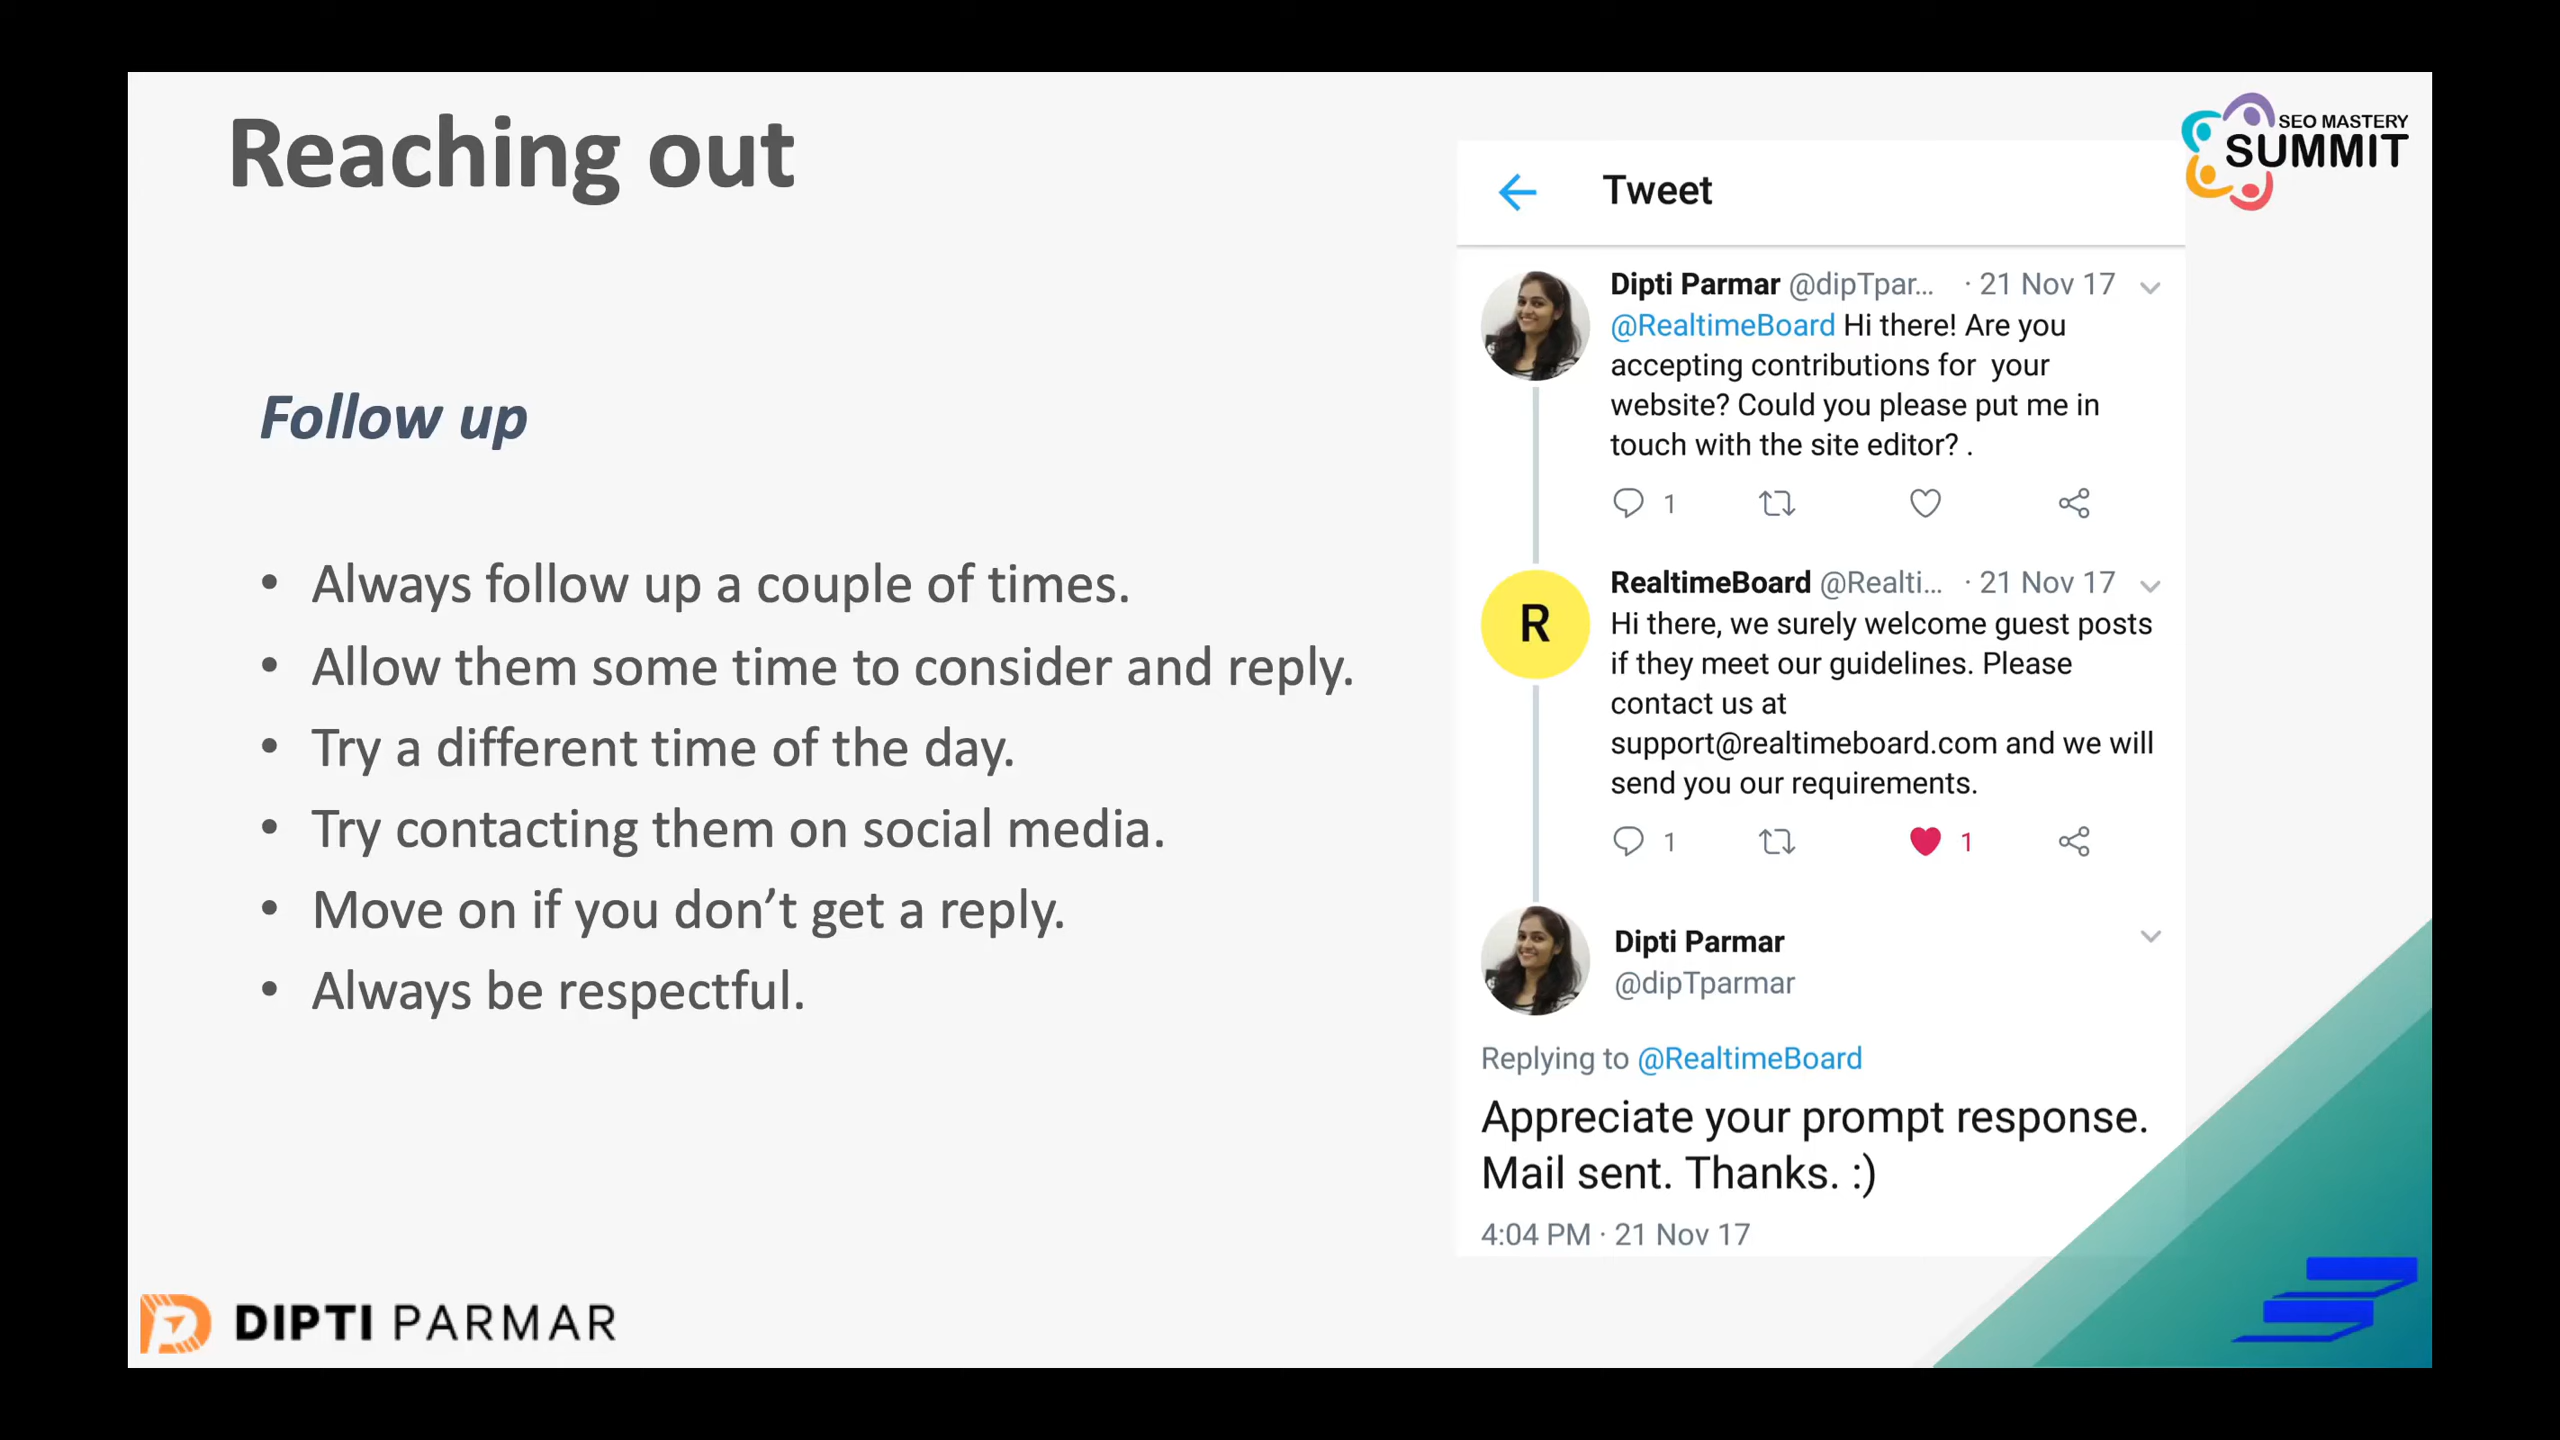 Reaching out
SEO MASTERY
SUMMIT
Follow up
• Always follow up a couple of times.
• Allow them some time to consider and reply.
• Try a different time of the day.
• Try contacting them on social media.
• Move on if you don’t get a reply.
• Always be respectful.
Tweet
Dipti Parmar @dipTpar... · 21 Nov 17
@RealtimeBoard Hi there! Are you
accepting contributions for your
website? Could you please put me in
touch with the site editor? .
1
RealtimeBoard @Realti... · 21 Nov 17
R
Hi there, we surely welcome guest posts
if they meet our guidelines. Please
contact us at
support@realtimeboard.com and we will
send you our requirements.
1 1
Dipti Parmar
@dipTparmar
Replying to @RealtimeBoard
Appreciate your prompt response.
Mail sent. Thanks. :)
4:04 PM · 21 Nov 17
DIPTI PARMAR